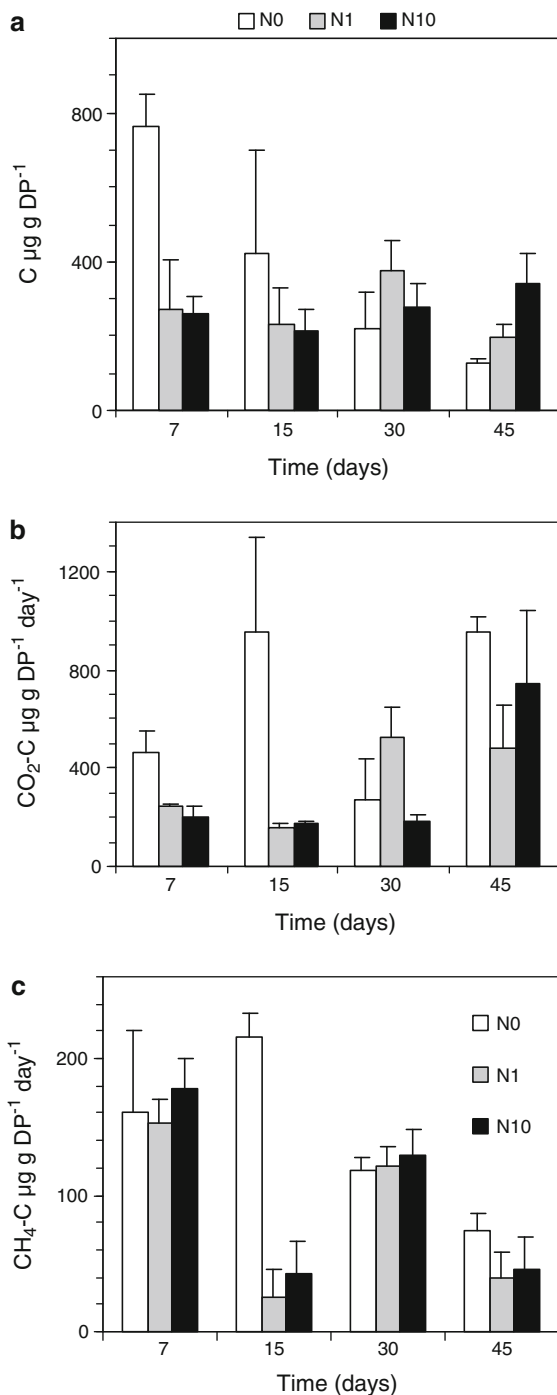 a
N0 N1 N10
C µg g DP⁻¹
800
400
0
7 15 30 45
Time (days)
b
CO₂-C µg g DP⁻¹ day⁻¹
1200
800
400
0
7 15 30 45
Time (days)
c
CH₄-C µg g DP⁻¹ day⁻¹
N0
N1
N10
200
100
0
7 15 30 45
Time (days)